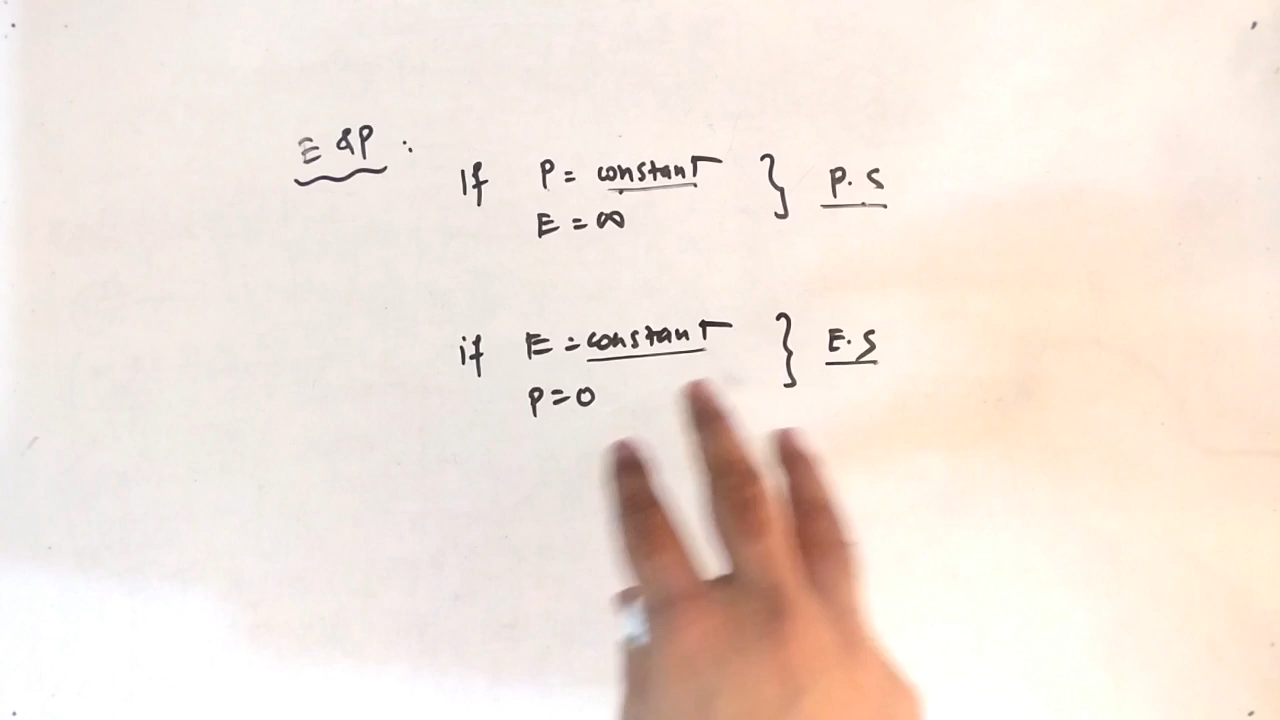 E &P : If P = constant } P.S
E = ∞
if E = constant } E.S
P = 0